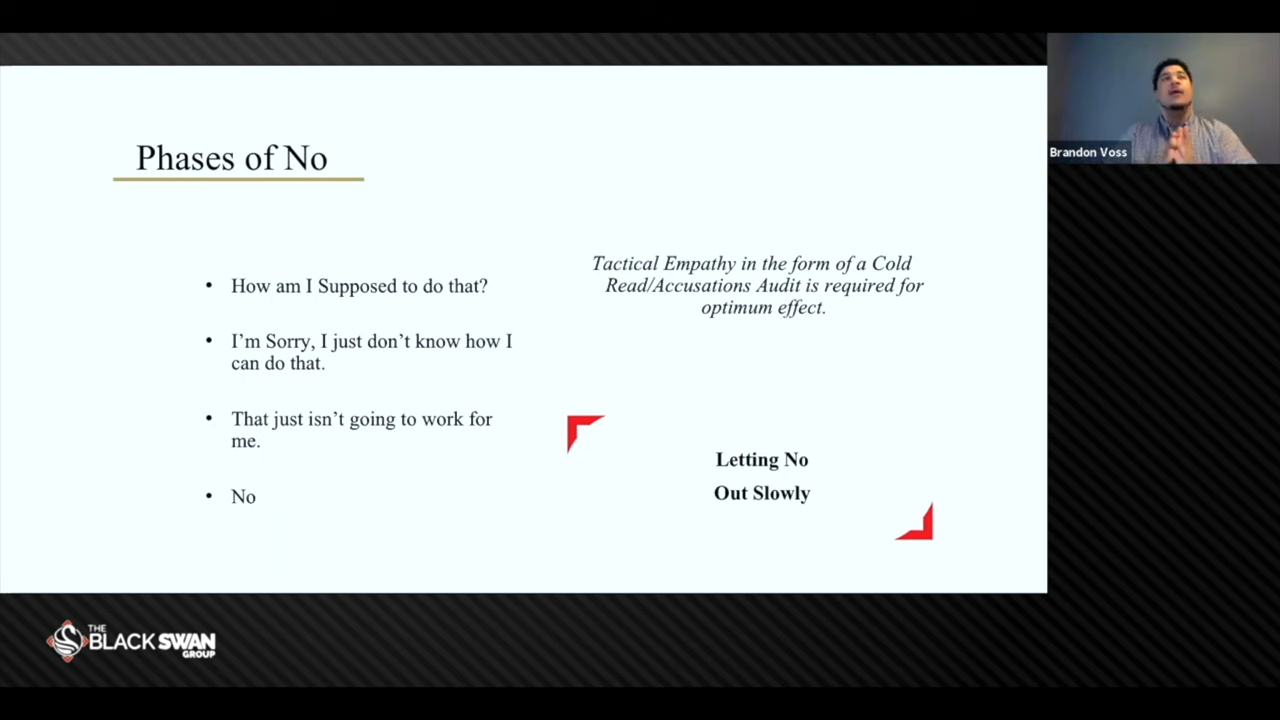 Phases of No
• How am I Supposed to do that?
• I’m Sorry, I just don’t know how I
can do that.
• That just isn’t going to work for
me.
• No
Tactical Empathy in the form of a Cold
Read/Accusations Audit is required for
optimum effect.
Letting No
Out Slowly
Brandon Voss
THE
BLACK SWAN
GROUP